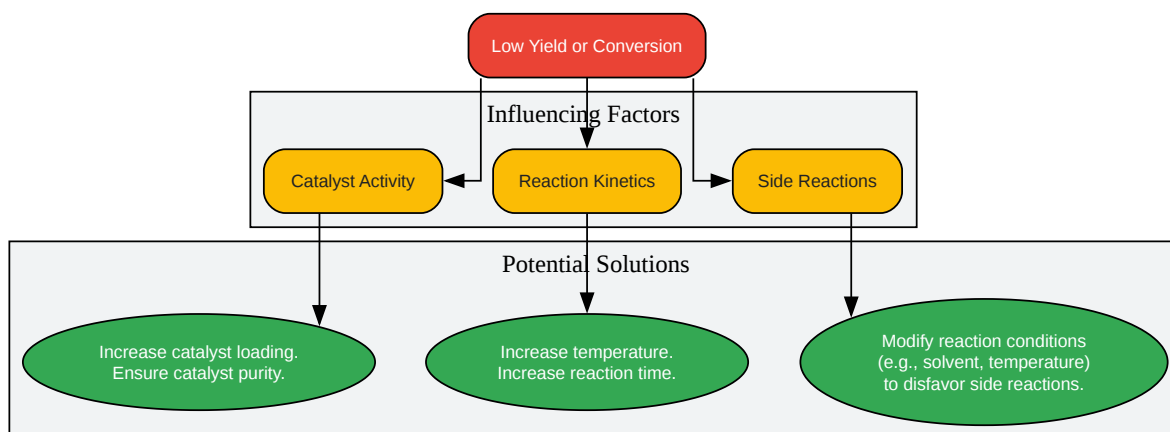 Low Yield or Conversion
Influencing Factors
Catalyst Activity
Reaction Kinetics
Side Reactions
Potential Solutions
Increase catalyst loading.
Ensure catalyst purity.
Increase temperature.
Increase reaction time.
Modify reaction conditions
(e.g., solvent, temperature)
to disfavor side reactions.